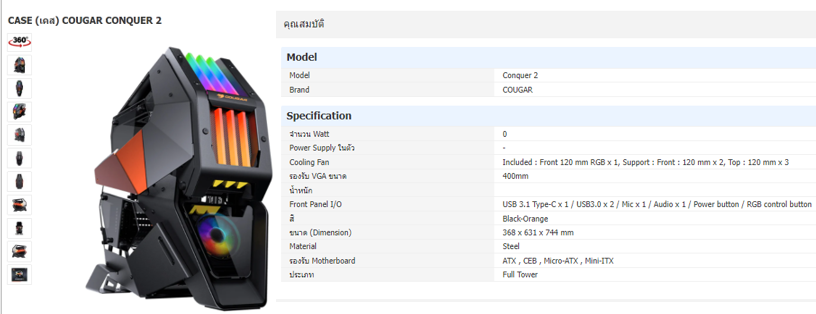 CASE (เคส) COUGAR CONQUER 2
360°
COUGAR
คุณสมบัติ
Model
Model Conquer 2
Brand COUGAR
Specification
จำนวน Watt 0
Power Supply ในตัว -
Cooling Fan Included : Front 120 mm RGB x 1, Support : Front : 120 mm x 2, Top : 120 mm x 3
รองรับ VGA ขนาด 400mm
น้ำหนัก
Front Panel I/O USB 3.1 Type-C x 1 / USB3.0 x 2 / Mic x 1 / Audio x 1 / Power button / RGB control button
สี Black-Orange
ขนาด (Dimension) 368 x 631 x 744 mm
Material Steel
รองรับ Motherboard ATX , CEB , Micro-ATX , Mini-ITX
ประเภท Full Tower